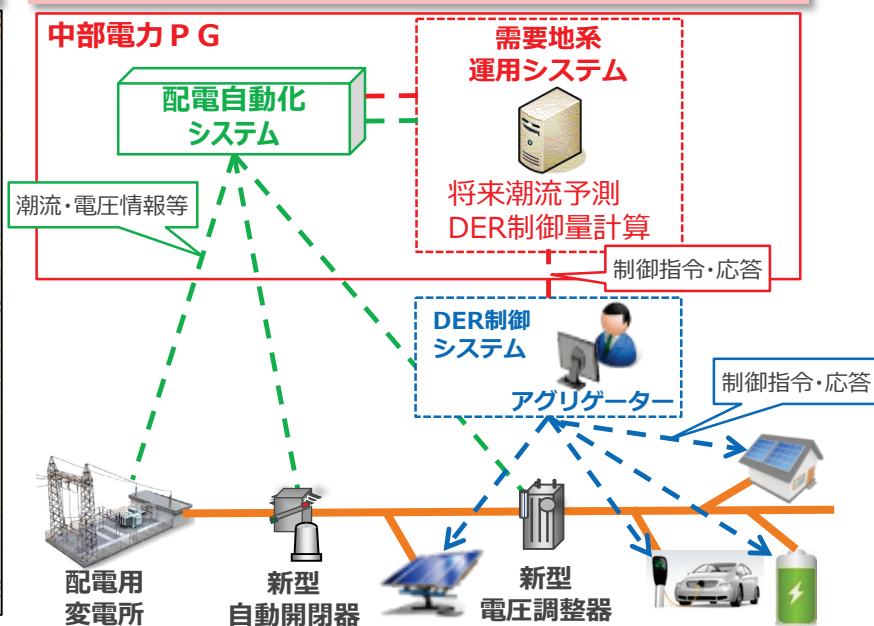 中部電力ＰＧ
需要地系
運用システム
配電自動化
システム
潮流・電圧情報等
将来潮流予測
DER制御量計算
制御指令・応答
DER制御
システム
アグリゲーター
制御指令・応答
配電用
変電所
新型
自動開閉器
新型
電圧調整器